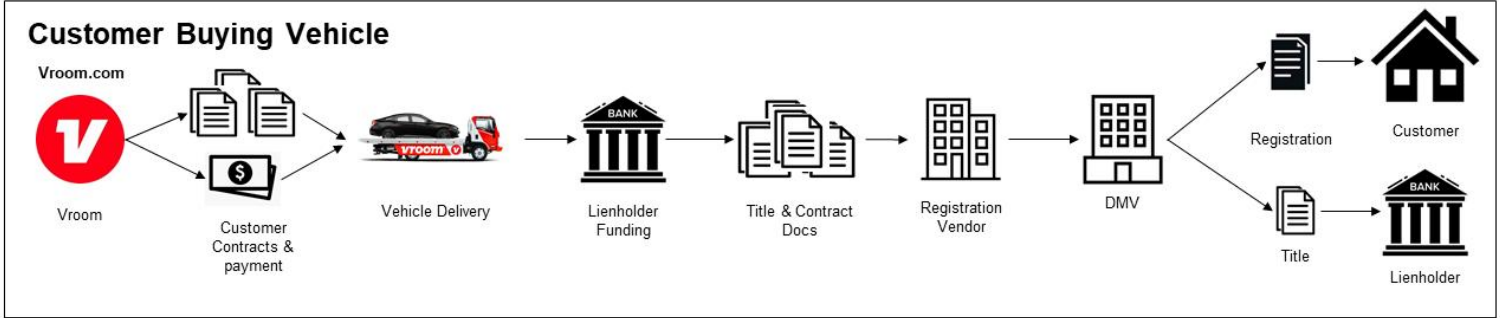 Customer Buying Vehicle
Vroom.com
Vroom
$
Customer
Contracts &
payment
vroom
Vehicle Delivery
BANK
Lienholder
Funding
Title & Contract
Docs
Registration
Vendor
DMV
Registration
Customer
Title
BANK
Lienholder